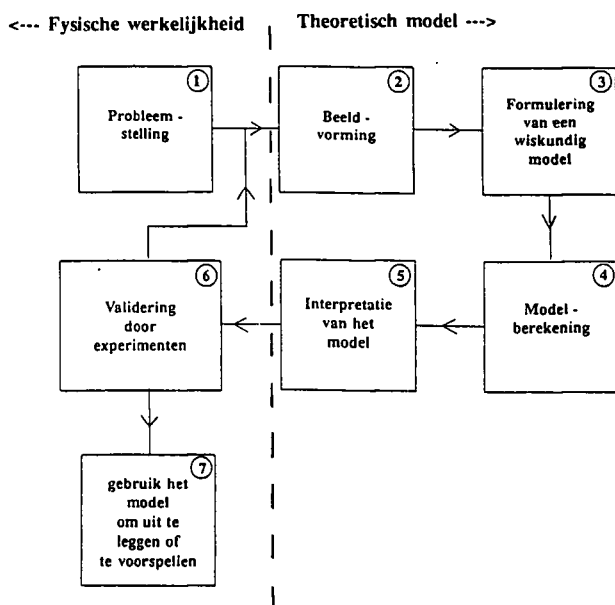 <--- Fysische werkelijkheid
Theoretisch model --->
1
Probleem -
stelling
2
Beeld -
vorming
3
Formulering
van een
wiskundig
model
6
Validering
door
experimenten
5
Interpretatie
van het
model
4
Model -
berekening
7
gebruik het
model
om uit te
leggen of
te voorspellen